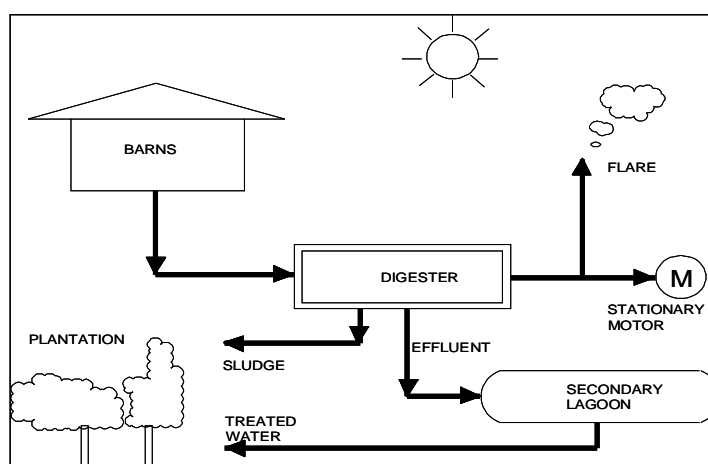 BARNS
FLARE
DIGESTER
M
STATIONARY
MOTOR
PLANTATION
EFFLUENT
SLUDGE
SECONDARY
LAGOON
TREATED
WATER